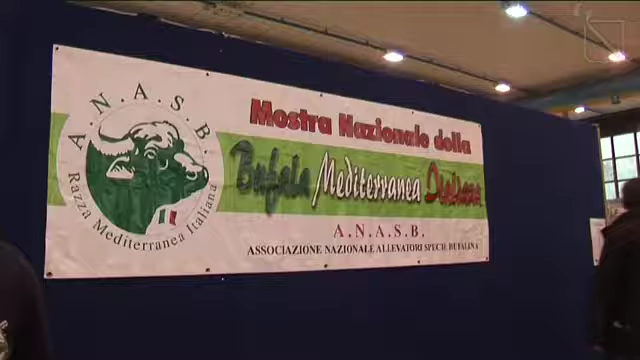 A.N.A.S.B.
Razza Mediterranea Italiana
Mostra Nazionale della
Bufala Mediterranea Italiana
A.N.A.S.B.
ASSOCIAZIONE NAZIONALE ALLEVATORI SPECIE BUFALINA